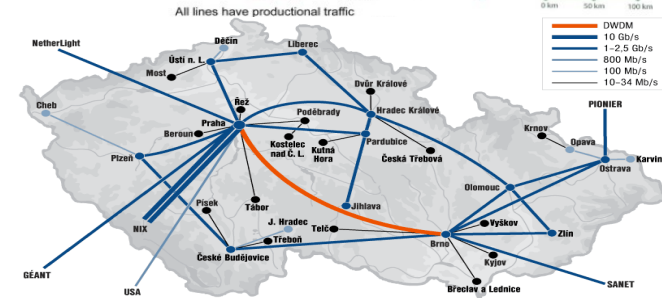 All lines have productional traffic
0 km
50 km
100 km
DWDM
10 Gb/s
1–2,5 Gb/s
800 Mb/s
100 Mb/s
10–34 Mb/s
NetherLight
Děčín
Ústí n. L.
Most
Liberec
Dvůr Králové
Cheb
Řež
Praha
Poděbrady
Hradec Králové
Beroun
Kostelec
nad Č. L.
Kutná
Hora
Pardubice
Česká Třebová
PIONIER
Krnov
Opava
Karvin
Ostrava
Plzeň
Olomouc
Písek
Tábor
Jihlava
NIX
J. Hradec
Třeboň
Telč
Vyškov
Brno
Zlín
České Budějovice
Kyjov
GÉANT
USA
Břeclav a Lednice
SANET